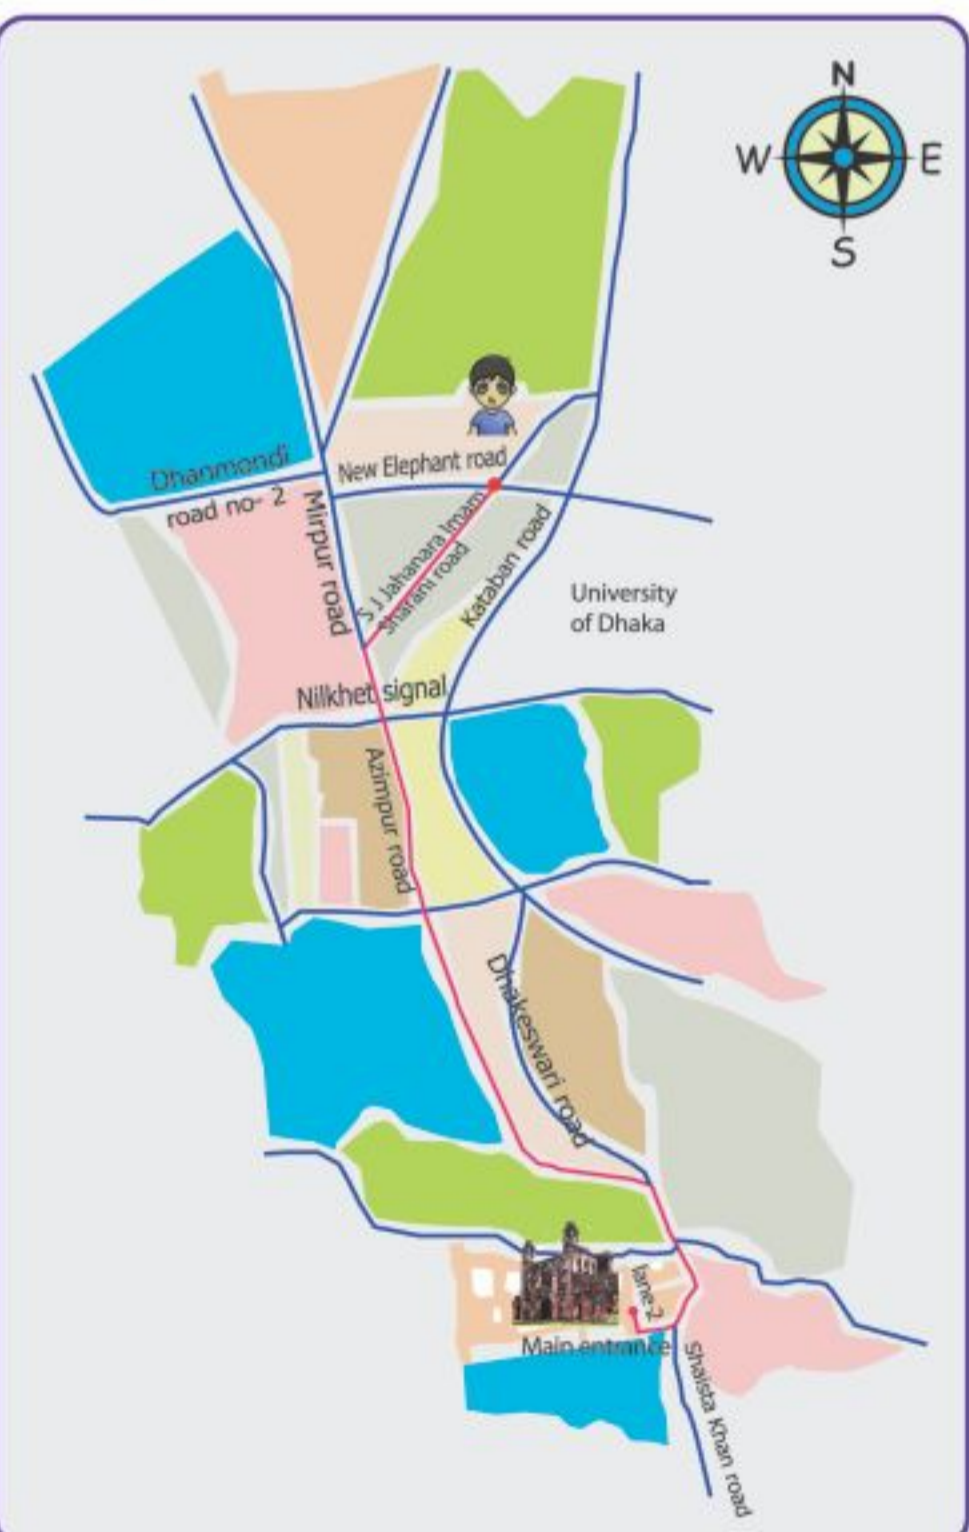 N
W E
S
Dhanmondi
road no- 2
New Elephant road
Mirpur road
S J Jahanara Imam
Sharani road
Kataban road
University
of Dhaka
Nilkhet signal
Azimpur road
Dhakeswari road
lane-2
Main entrance
Shaista Khan road